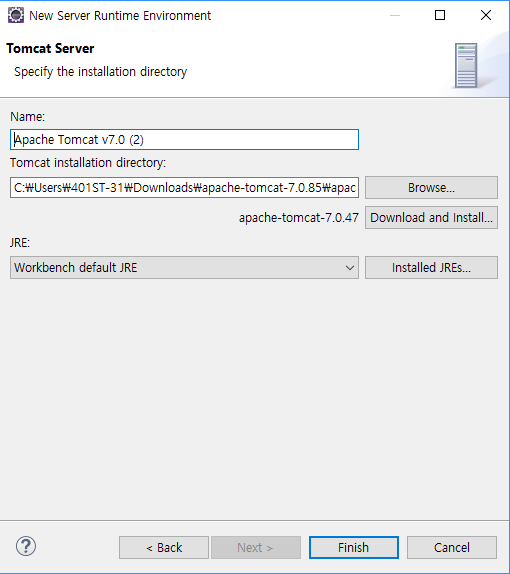 New Server Runtime Environment
Tomcat Server
Specify the installation directory
Name:
Apache Tomcat v7.0 (2)
Tomcat installation directory:
C:₩Users₩401ST-31₩Downloads₩apache-tomcat-7.0.85₩apac
Browse...
apache-tomcat-7.0.47
Download and Install...
JRE:
Workbench default JRE
Installed JREs...
?
< Back
Next >
Finish
Cancel